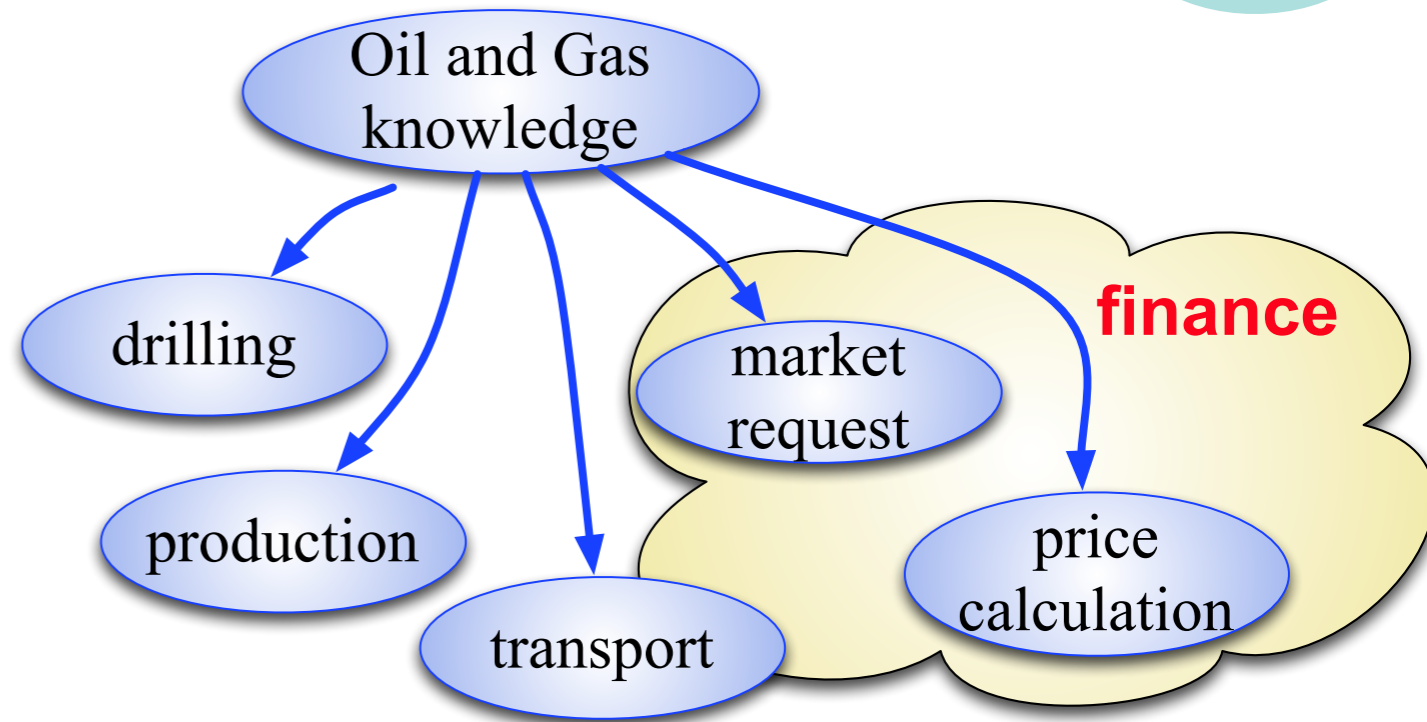 Oil and Gas
knowledge
finance
drilling
market
request
production
price
calculation
transport